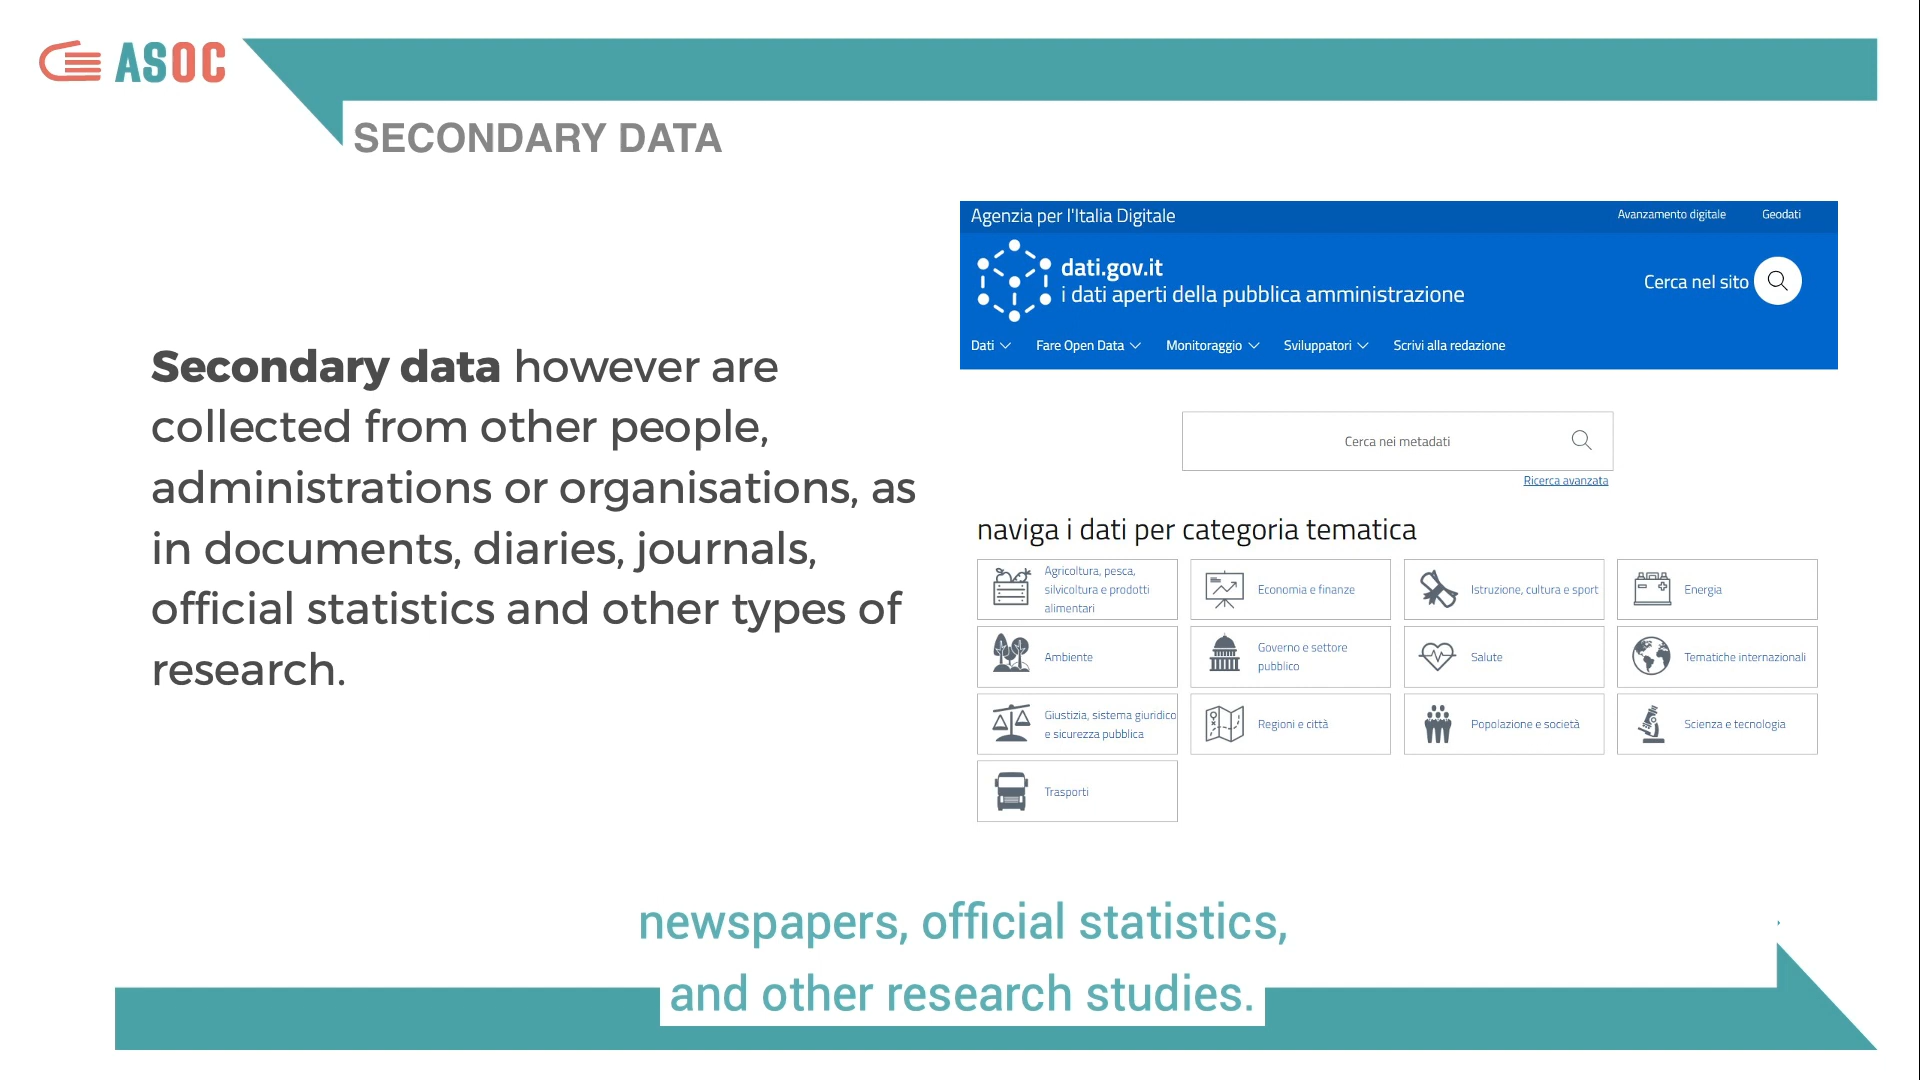 ASOC
SECONDARY DATA
Secondary data however are
collected from other people,
administrations or organisations, as
in documents, diaries, journals,
official statistics and other types of
research.
Agenzia per l'Italia Digitale
Avanzamento digitale
Geodati
dati.gov.it
i dati aperti della pubblica amministrazione
Cerca nel sito
Dati
Fare Open Data
Monitoraggio
Sviluppatori
Scrivi alla redazione
Cerca nei metadati
Ricerca avanzata
naviga i dati per categoria tematica
Agricoltura, pesca,
silvicoltura e prodotti
alimentari
Economia e finanze
Istruzione, cultura e sport
Energia
Ambiente
Governo e settore
pubblico
Salute
Tematiche internazionali
Giustizia, sistema giuridico
e sicurezza pubblica
Regioni e città
Popolazione e società
Scienza e tecnologia
Trasporti
newspapers, official statistics,
and other research studies.